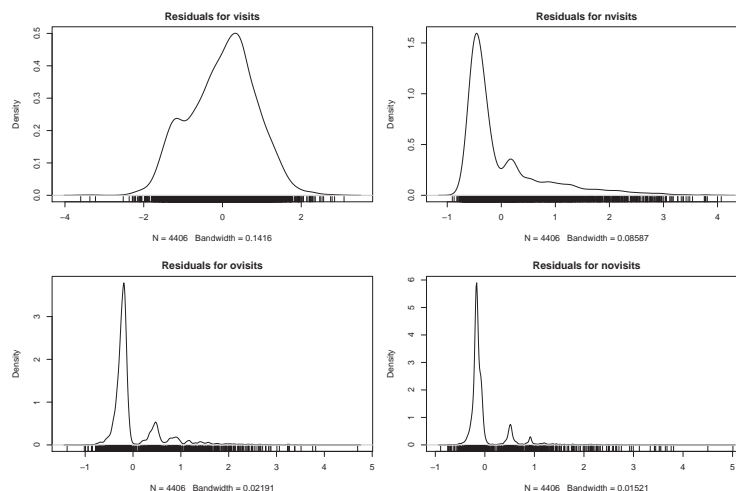 Residuals for visits
Density
0.0 0.1 0.2 0.3 0.4 0.5
−4 −2 0 2
N = 4406 Bandwidth = 0.1416
Residuals for nvisits
Density
0.0 0.5 1.0 1.5
−1 0 1 2 3 4
N = 4406 Bandwidth = 0.08587
Residuals for ovisits
Density
0 1 2 3
−1 0 1 2 3 4 5
N = 4406 Bandwidth = 0.02191
Residuals for novisits
Density
0 1 2 3 4 5 6
−1 0 1 2 3 4 5
N = 4406 Bandwidth = 0.01521